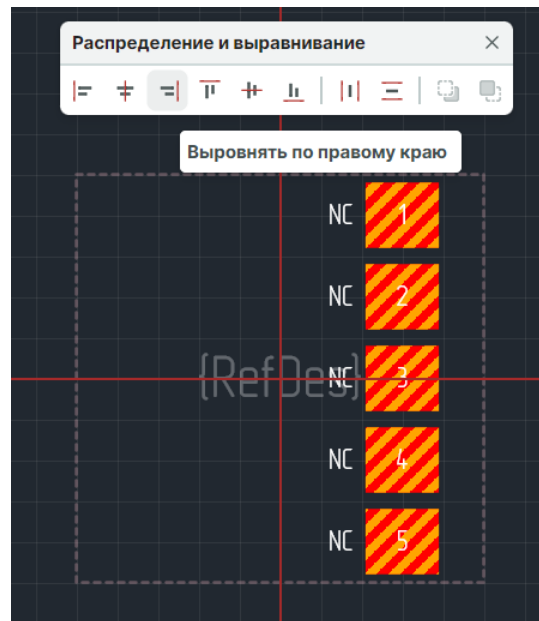 Распределение и выравнивание
Выровнять по правому краю
NC 1
NC 2
{RefDes}
NC 3
NC 4
NC 5